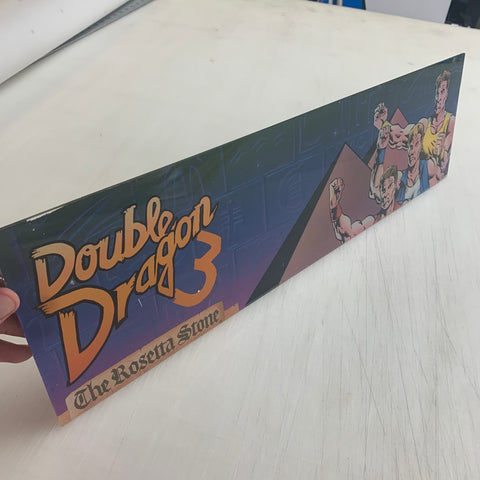 Double
Dragon
3
The Rosetta Stone